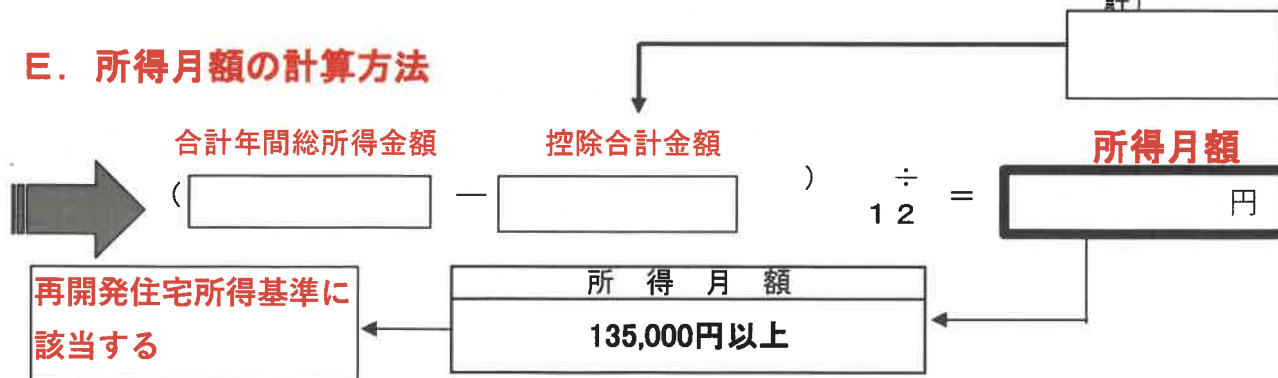 E．所得月額の計算方法
合計年間総所得金額
控除合計金額
所得月額
（ － ） ÷ 12 ＝ 円
再開発住宅所得基準に
該当する
所 得 月 額
135,000円以上